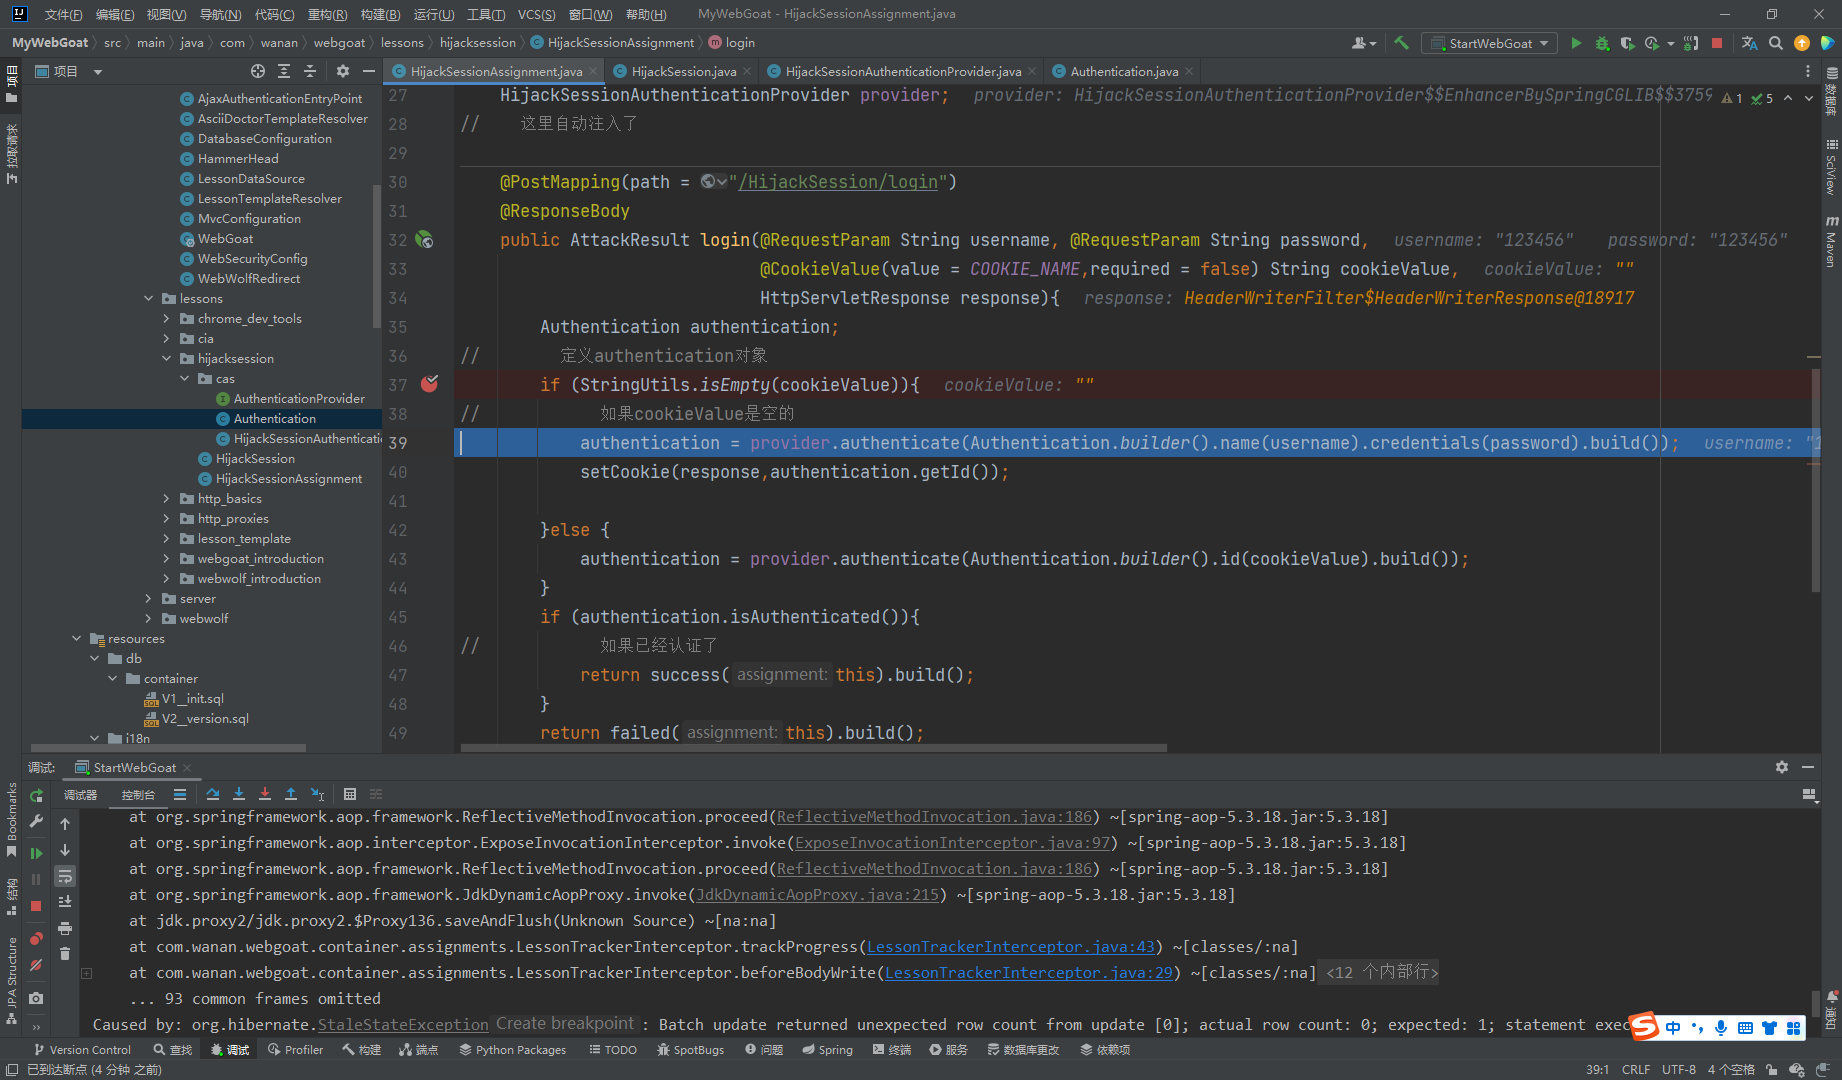 文件(F) 编辑(E) 视图(V) 导航(N) 代码(C) 重构(R) 构建(B) 运行(U) 工具(T) VCS(S) 窗口(W) 帮助(H) MyWebGoat - HijackSessionAssignment.java
MyWebGoat src main java com wanan webgoat lessons hijacksession HijackSessionAssignment login StartWebGoat
项目
HijackSessionAssignment.java HijackSession.java HijackSessionAuthenticationProvider.java Authentication.java
项目
拉取请求
AjaxAuthenticationEntryPoint
AsciiDoctorTemplateResolver
DatabaseConfiguration
HammerHead
LessonDataSource
LessonTemplateResolver
MvcConfiguration
WebGoat
WebSecurityConfig
WebWolfRedirect
lessons
chrome_dev_tools
cia
hijacksession
cas
AuthenticationProvider
Authentication
HijackSessionAuthenticati
HijackSession
HijackSessionAssignment
http_basics
http_proxies
lesson_template
webgoat_introduction
webwolf_introduction
server
webwolf
resources
db
container
V1__init.sql
V2__version.sql
i18n
27 HijackSessionAuthenticationProvider provider; provider: HijackSessionAuthenticationProvider$$EnhancerBySpringCGLIB$$3759 1 5
28 // 这里自动注入了
29
30 @PostMapping(path = "/HijackSession/login")
31 @ResponseBody
32 public AttackResult login(@RequestParam String username, @RequestParam String password, username: "123456" password: "123456"
33 @CookieValue(value = COOKIE_NAME,required = false) String cookieValue, cookieValue: ""
34 HttpServletResponse response){ response: HeaderWriterFilter$HeaderWriterResponse@18917
35 Authentication authentication;
36 // 定义authentication对象
37 if (StringUtils.isEmpty(cookieValue)){ cookieValue: ""
38 // 如果cookieValue是空的
39 authentication = provider.authenticate(Authentication.builder().name(username).credentials(password).build()); username: "1
40 setCookie(response,authentication.getId());
41
42 }else {
43 authentication = provider.authenticate(Authentication.builder().id(cookieValue).build());
44 }
45 if (authentication.isAuthenticated()){
46 // 如果已经认证了
47 return success( assignment: this).build();
48 }
49 return failed( assignment: this).build();
数据库
SciView
Maven
通知
调试: StartWebGoat
调试器 控制台
Bookmarks
结构
JPA Structure
at org.springframework.aop.framework.ReflectiveMethodInvocation.proceed(ReflectiveMethodInvocation.java:186) ~[spring-aop-5.3.18.jar:5.3.18]
at org.springframework.aop.interceptor.ExposeInvocationInterceptor.invoke(ExposeInvocationInterceptor.java:97) ~[spring-aop-5.3.18.jar:5.3.18]
at org.springframework.aop.framework.ReflectiveMethodInvocation.proceed(ReflectiveMethodInvocation.java:186) ~[spring-aop-5.3.18.jar:5.3.18]
at org.springframework.aop.framework.JdkDynamicAopProxy.invoke(JdkDynamicAopProxy.java:215) ~[spring-aop-5.3.18.jar:5.3.18]
at jdk.proxy2/jdk.proxy2.$Proxy136.saveAndFlush(Unknown Source) ~[na:na]
at com.wanan.webgoat.container.assignments.LessonTrackerInterceptor.trackProgress(LessonTrackerInterceptor.java:43) ~[classes/:na]
at com.wanan.webgoat.container.assignments.LessonTrackerInterceptor.beforeBodyWrite(LessonTrackerInterceptor.java:29) ~[classes/:na] <12 个内部行>
... 93 common frames omitted
Caused by: org.hibernate.StaleStateException Create breakpoint : Batch update returned unexpected row count from update [0]; actual row count: 0; expected: 1; statement exe
中
Version Control 查找 调试 Profiler 构建 端点 Python Packages TODO SpotBugs 问题 Spring 终端 服务 数据库更改 依赖项
已到达断点 (4 分钟 之前) 39:1 CRLF UTF-8 4 个空格